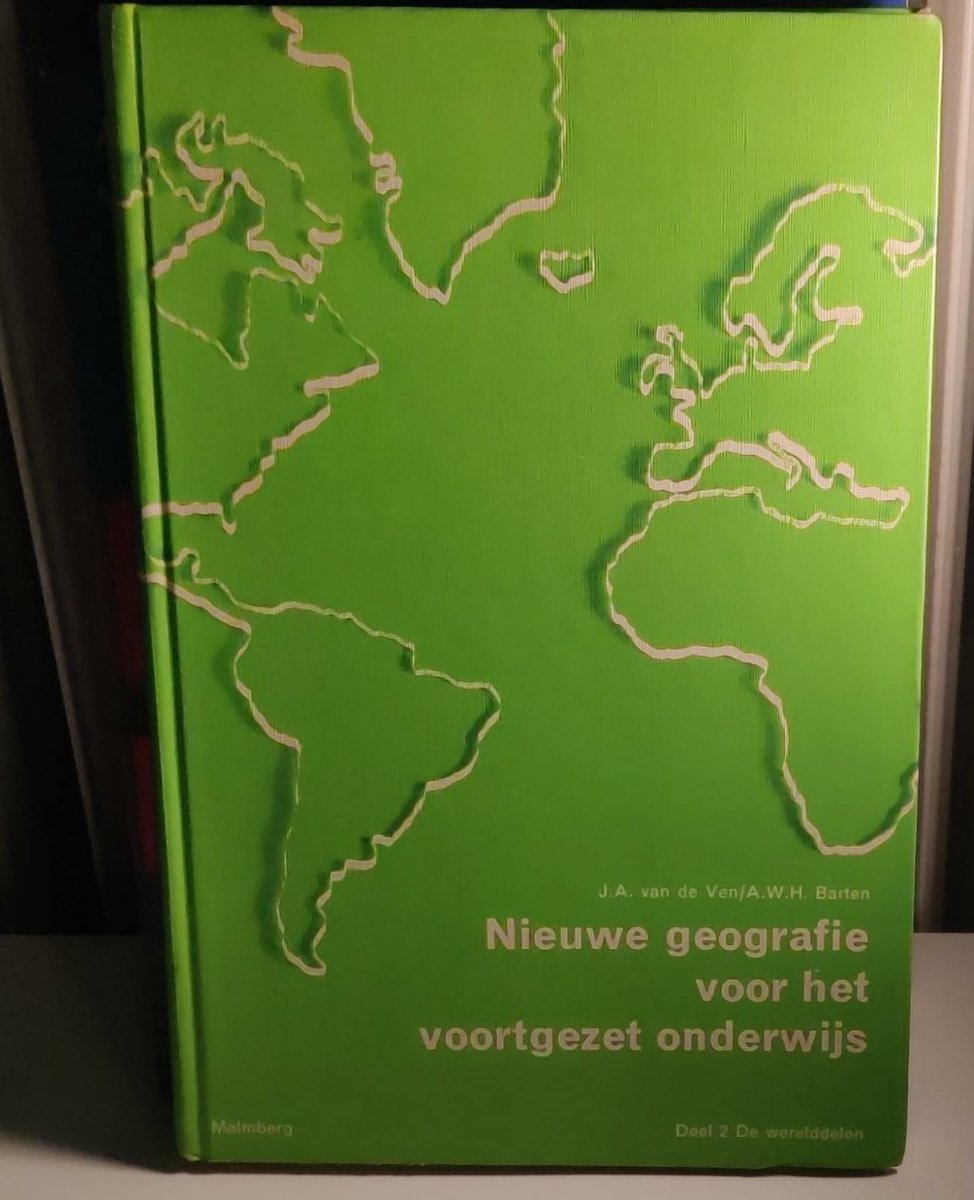 J.A. van de Ven/A.W.H. Barten
Nieuwe geografie
voor het
voortgezet onderwijs
Malmberg
Deel 2 De werelddelen